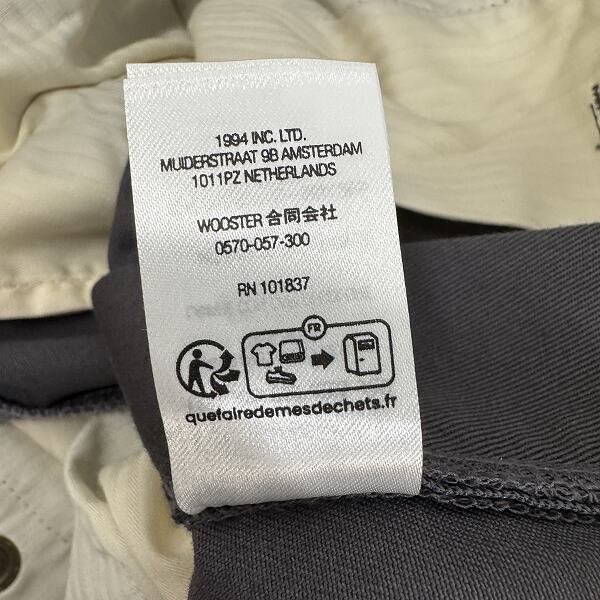 1994 INC. LTD.
MUIDERSTRAAT 9B AMSTERDAM
1011PZ NETHERLANDS
WOOSTER 合同会社
0570-057-300
RN 101837
FR
quefairedemesdechets.fr